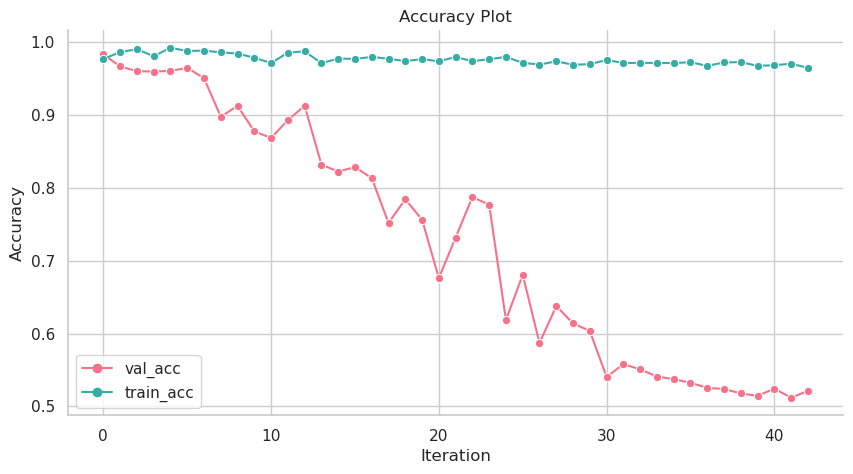 Accuracy Plot
1.0
0.9
0.8
0.7
0.6
0.5
Accuracy
val_acc
train_acc
0 10 20 30 40
Iteration